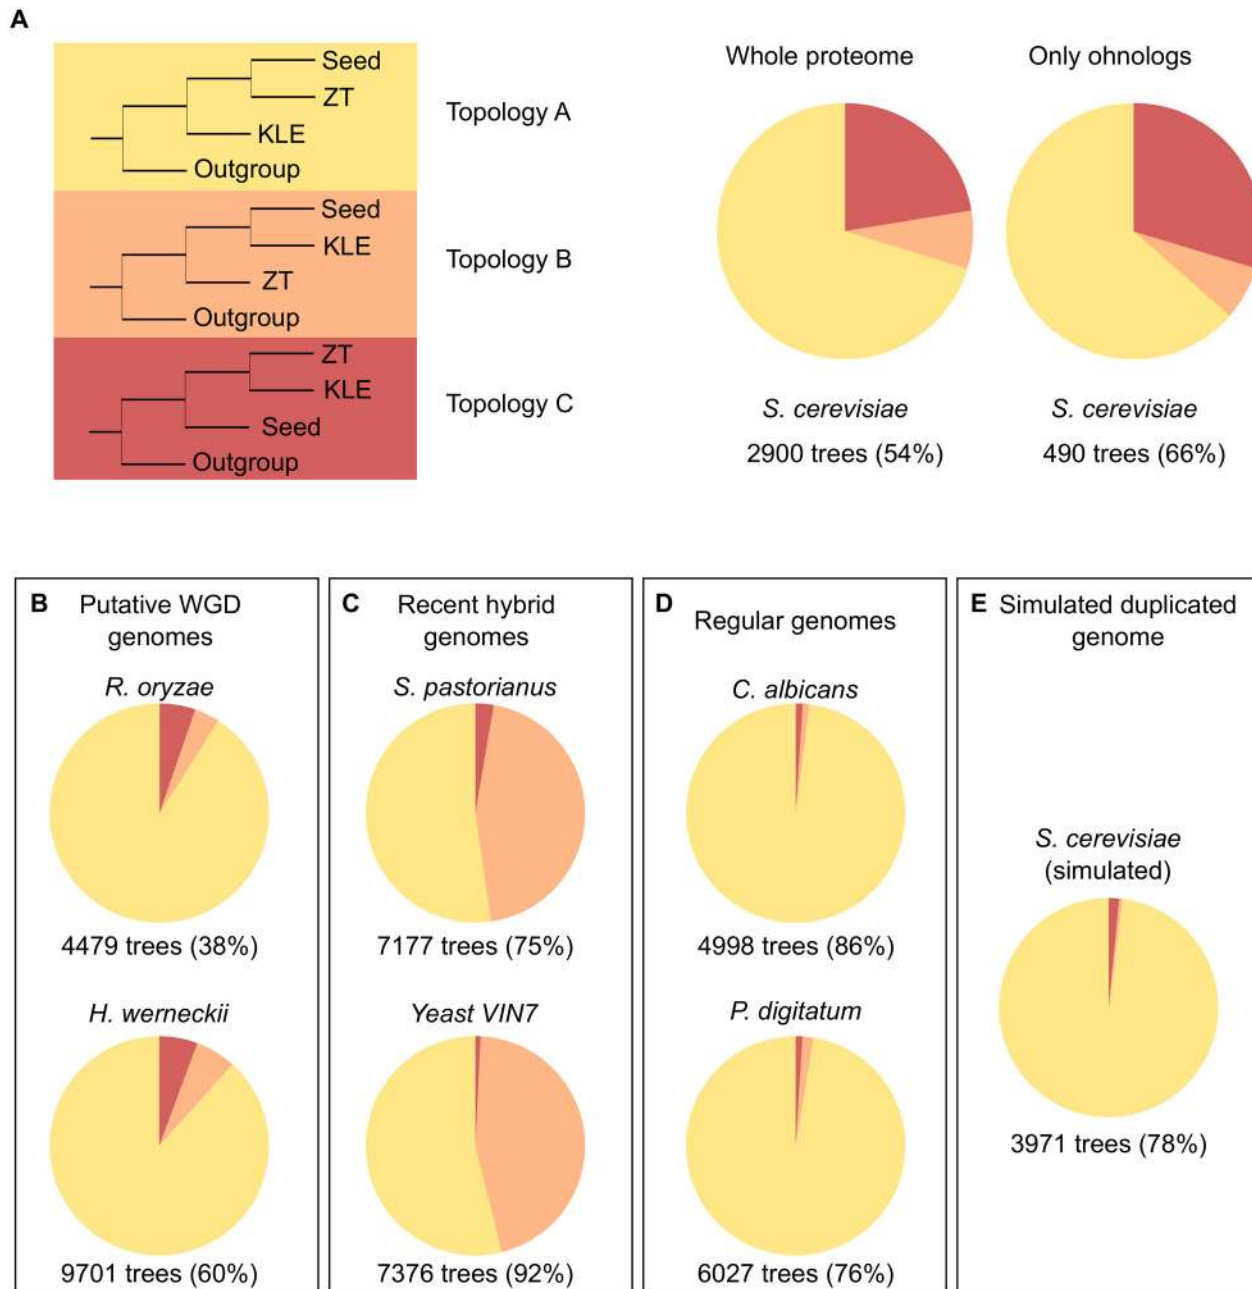 A
Seed
ZT
KLE
Outgroup
Topology A
Seed
KLE
ZT
Outgroup
Topology B
ZT
KLE
Seed
Outgroup
Topology C
Whole proteome
S. cerevisiae
2900 trees (54%)
Only ohnologs
S. cerevisiae
490 trees (66%)
B Putative WGD
genomes
R. oryzae
4479 trees (38%)
H. werneckii
9701 trees (60%)
C Recent hybrid
genomes
S. pastorianus
7177 trees (75%)
Yeast VIN7
7376 trees (92%)
D Regular genomes
C. albicans
4998 trees (86%)
P. digitatum
6027 trees (76%)
E Simulated duplicated
genome
S. cerevisiae
(simulated)
3971 trees (78%)